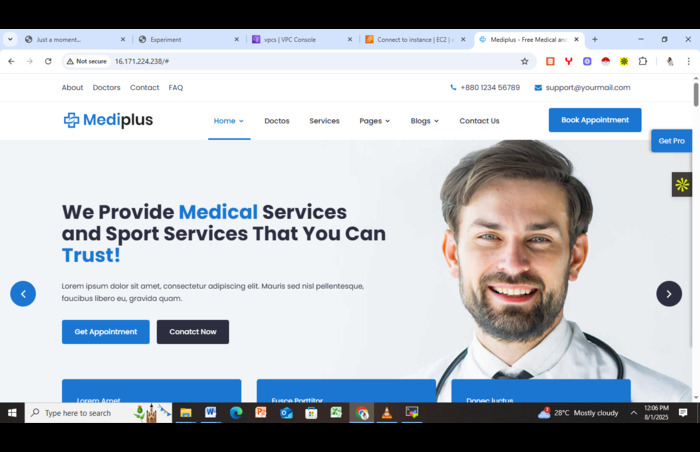 Just a moment...
Experiment
vpcs | VPC Console
Connect to instance | EC2 |
Mediplus - Free Medical and
Not secure
16.171.224.238/#
About Doctors Contact FAQ
+880 1234 56789 support@yourmail.com
Mediplus
Home Doctos Services Pages Blogs Contact Us
Book Appointment
Get Pro
We Provide Medical Services
and Sport Services That You Can
Trust!
Lorem ipsum dolor sit amet, consectetur adipiscing elit. Mauris sed nisl pellentesque,
faucibus libero eu, gravida quam.
Get Appointment Conatct Now
Lorem Amet Fusce Porttitor Donec luctus
Type here to search
28°C Mostly cloudy
12:06 PM
8/1/2025